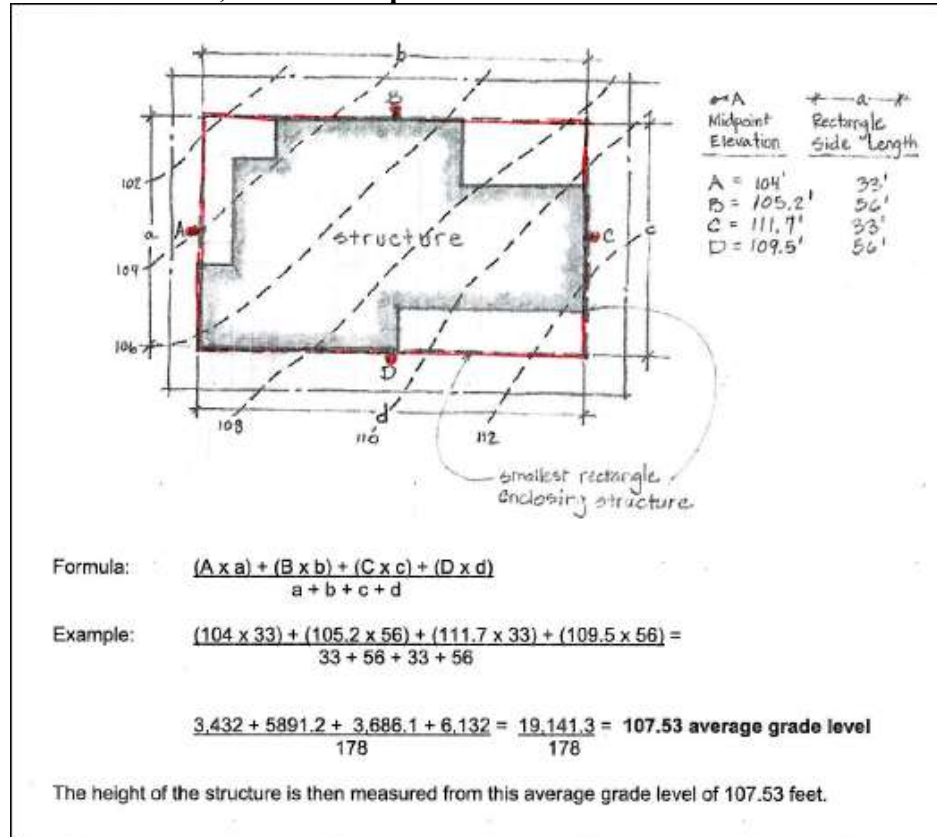 b
B
A
Midpoint
Elevation
a
Rectangle
Side Length
A = 104' 33'
B = 105.2' 56'
C = 111.7' 33'
D = 109.5' 56'
102
a
A
structure
C
c
104
106
D
d
108
110
112
smallest rectangle
enclosing structure
Formula: (A x a) + (B x b) + (C x c) + (D x d)
a + b + c + d
Example: (104 x 33) + (105.2 x 56) + (111.7 x 33) + (109.5 x 56) =
33 + 56 + 33 + 56
3,432 + 5891.2 + 3,686.1 + 6,132 = 19,141.3 = 107.53 average grade level
178 178
The height of the structure is then measured from this average grade level of 107.53 feet.